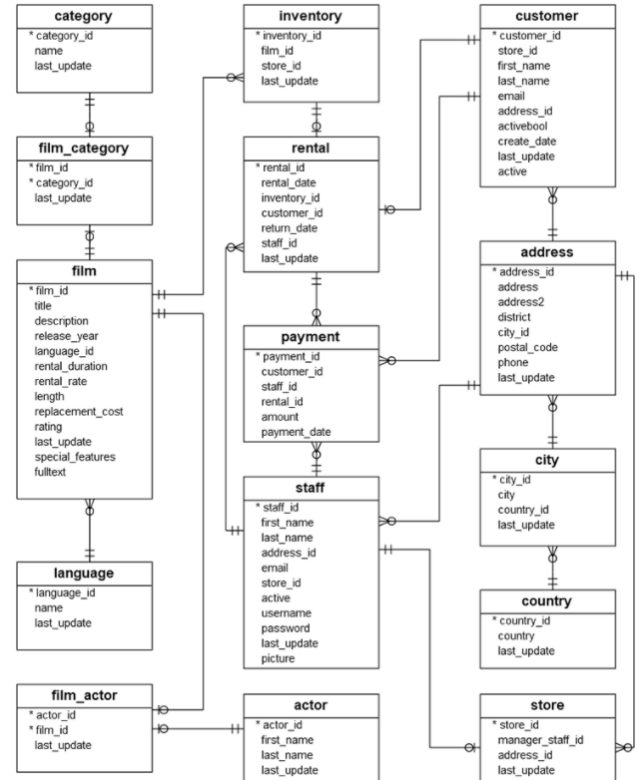 category
* category_id
name
last_update
film_category
* film_id
* category_id
last_update
film
* film_id
title
description
release_year
language_id
rental_duration
rental_rate
length
replacement_cost
rating
last_update
special_features
fulltext
language
* language_id
name
last_update
film_actor
* actor_id
* film_id
last_update
inventory
* inventory_id
film_id
store_id
last_update
rental
* rental_id
rental_date
inventory_id
customer_id
return_date
staff_id
last_update
payment
* payment_id
customer_id
staff_id
rental_id
amount
payment_date
staff
* staff_id
first_name
last_name
address_id
email
store_id
active
username
password
last_update
picture
actor
* actor_id
first_name
last_name
last_update
customer
* customer_id
store_id
first_name
last_name
email
address_id
activebool
create_date
last_update
active
address
* address_id
address
address2
district
city_id
postal_code
phone
last_update
city
* city_id
city
country_id
last_update
country
* country_id
country
last_update
store
* store_id
manager_staff_id
address_id
last_update